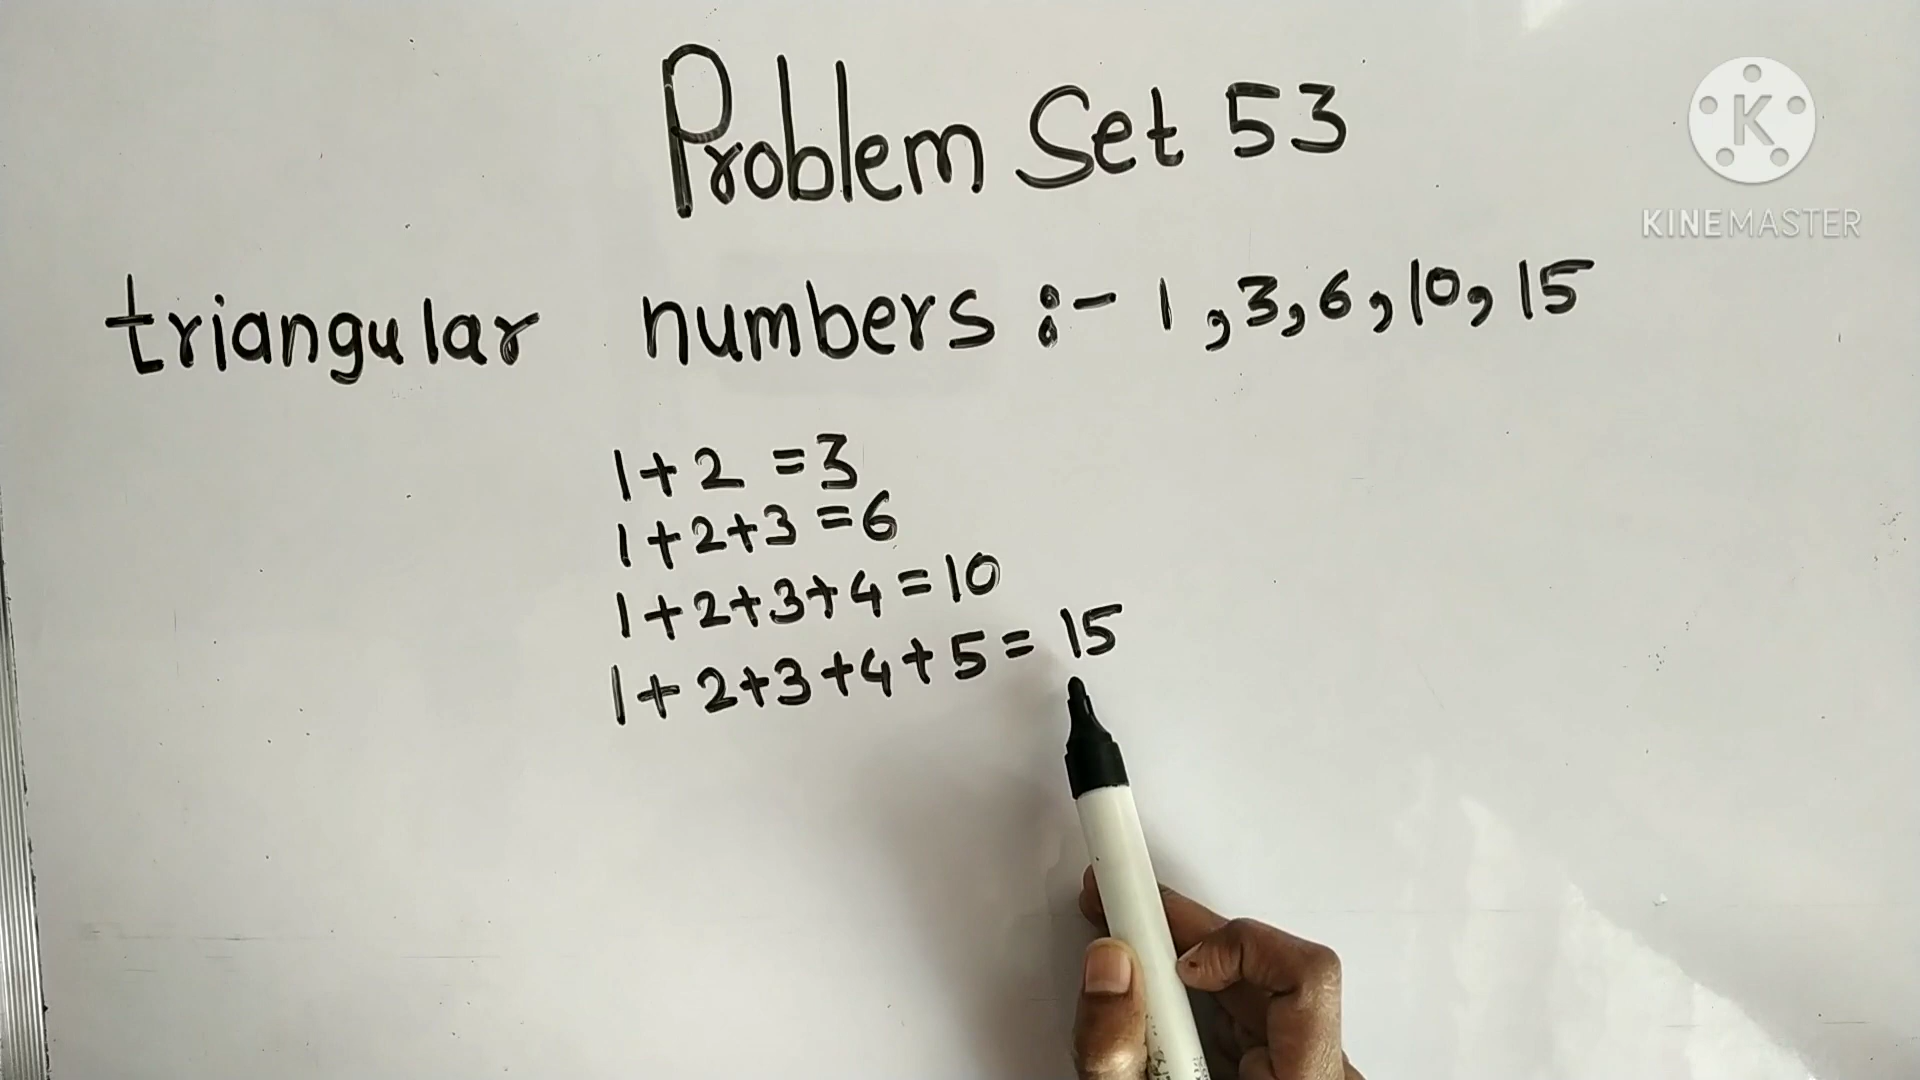 Problem Set 53
K
KINEMASTER
triangular numbers :- 1, 3, 6, 10, 15
1+2 =3
1+2+3 =6
1+2+3+4=10
1+2+3+4+5= 15